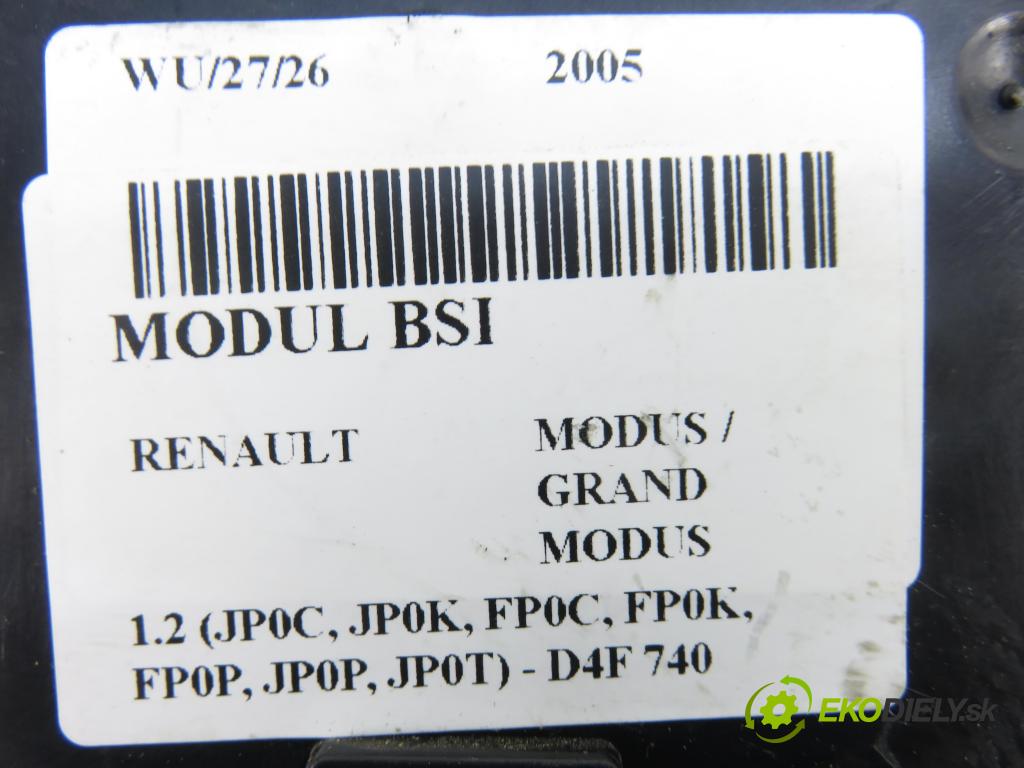 WU/27/26 2005
MODUL BSI
RENAULT MODUS /
GRAND
MODUS
1.2 (JP0C, JP0K, FP0C, FP0K,
FP0P, JP0P, JP0T) - D4F 740
EKODIELY.sk